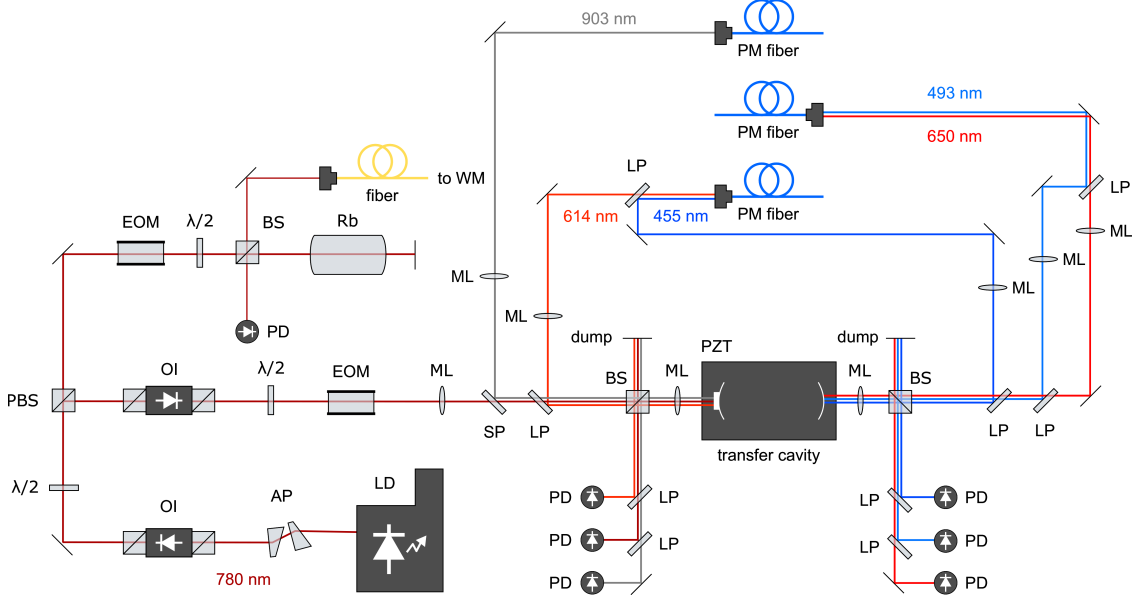 903 nm
PM fiber
493 nm
PM fiber
650 nm
LP
fiber
to WM
LP
614 nm
455 nm
PM fiber
EOM
λ/2
BS
Rb
ML
ML
ML
ML
ML
PD
dump
PZT
dump
OI
λ/2
EOM
ML
BS
ML
ML
BS
PBS
SP
LP
transfer cavity
LP
LP
λ/2
OI
AP
LD
PD
LP
LP
PD
PD
LP
LP
PD
780 nm
PD
PD